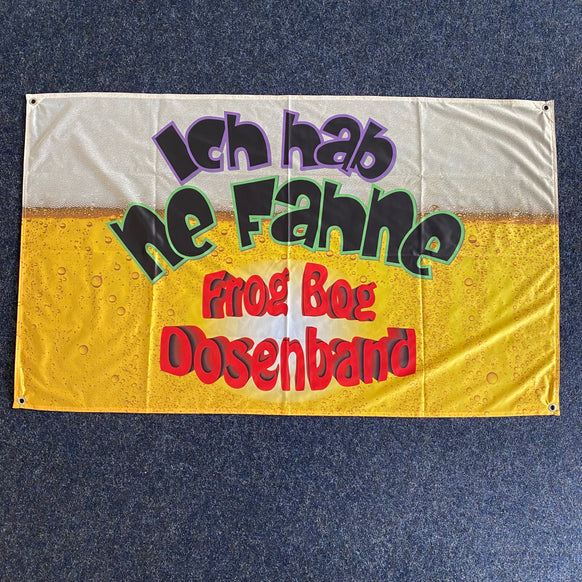 Ich hab
ne Fahne
Frog Bog
Dosenband